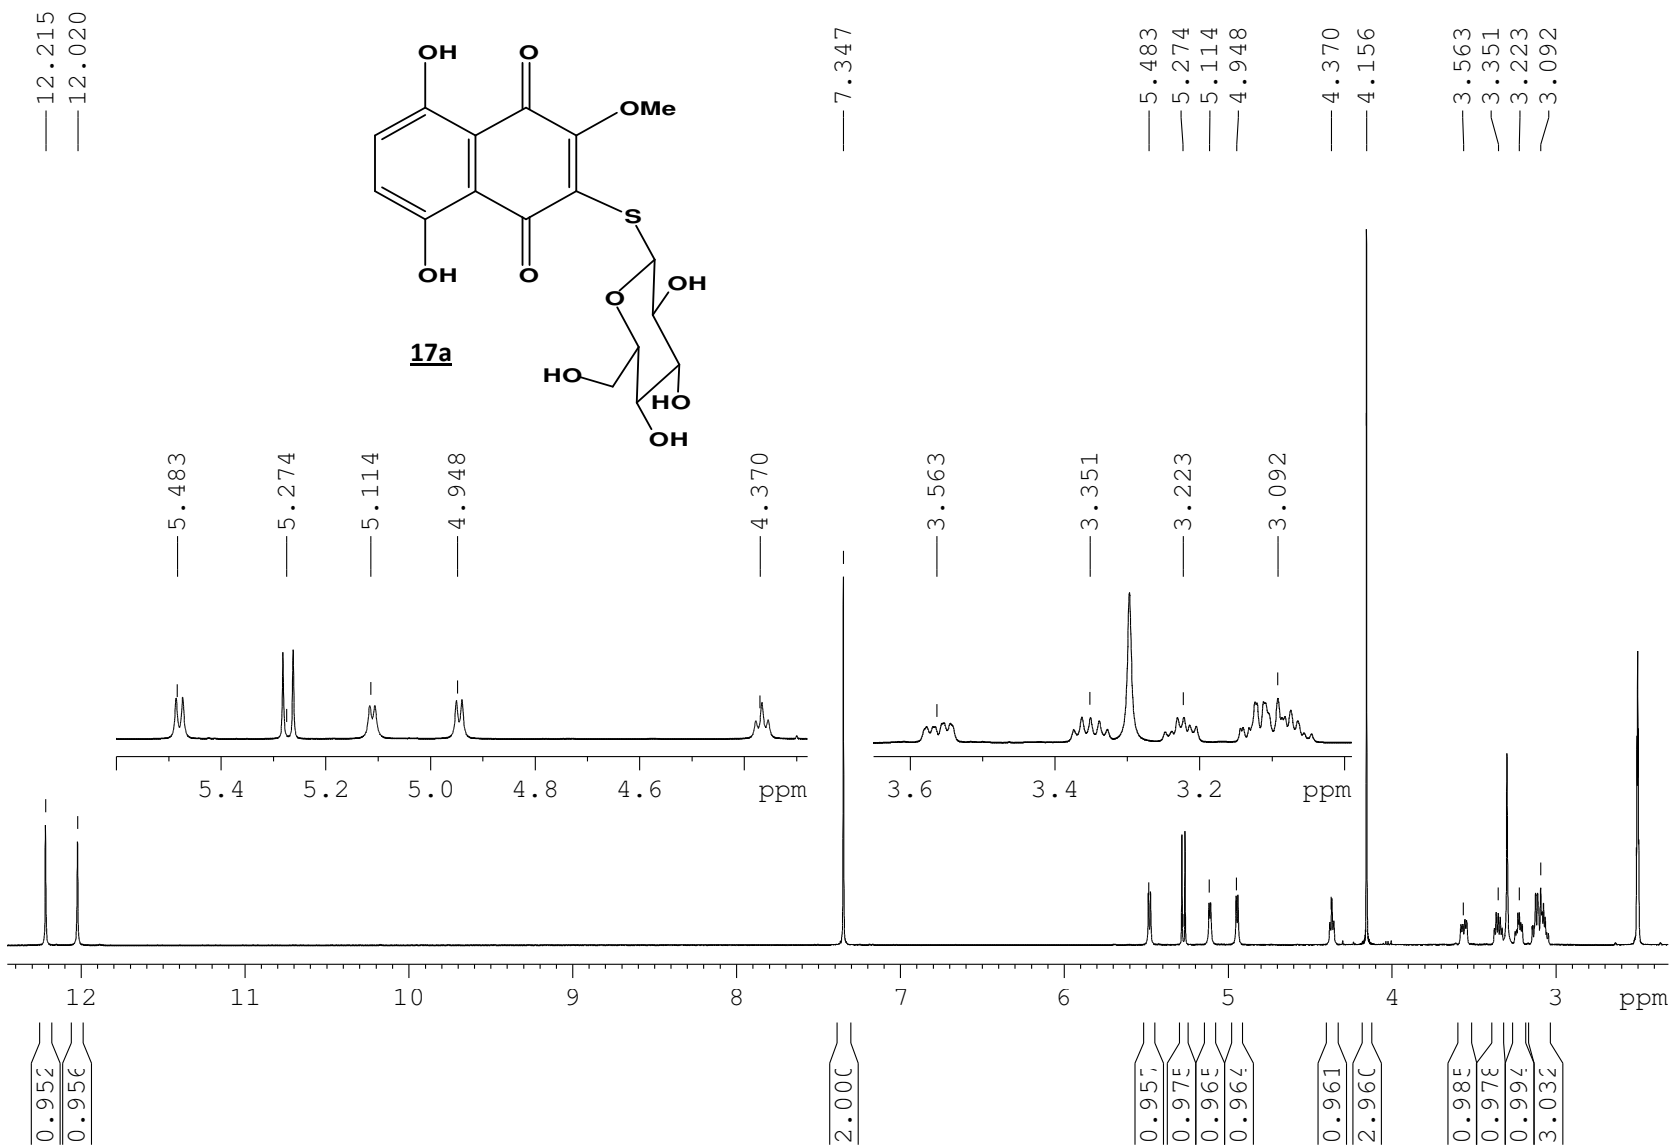 12.215
12.020
7.347
5.483
5.274
5.114
4.948
4.370
4.156
3.563
3.351
3.223
3.092
OH
O
OMe
S
OH
O
OH
O
17a
HO
HO
OH
5.483
5.274
5.114
4.948
4.370
3.563
3.351
3.223
3.092
5.4 5.2 5.0 4.8 4.6 ppm
3.6 3.4 3.2 ppm
12 11 10 9 8 7 6 5 4 3 ppm
0.952
0.956
2.000
0.957
0.975
0.965
0.964
0.961
2.960
0.985
0.978
0.994
3.032